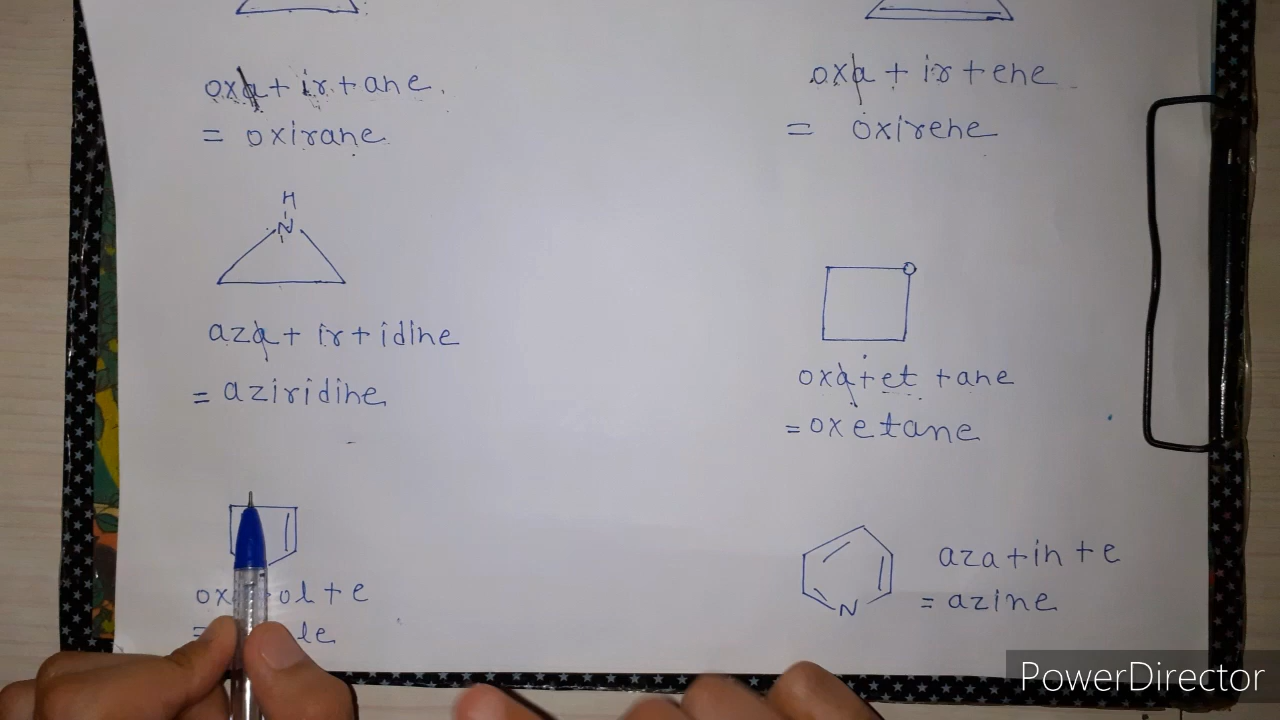 oxa + ir + ane
= oxirane
oxa + ir + ene
= oxirene
H
N
aza + ir + idine
= aziridine
oxa + et + ane
= oxetane
ol + e
N
aza + in + e
= azine
PowerDirector